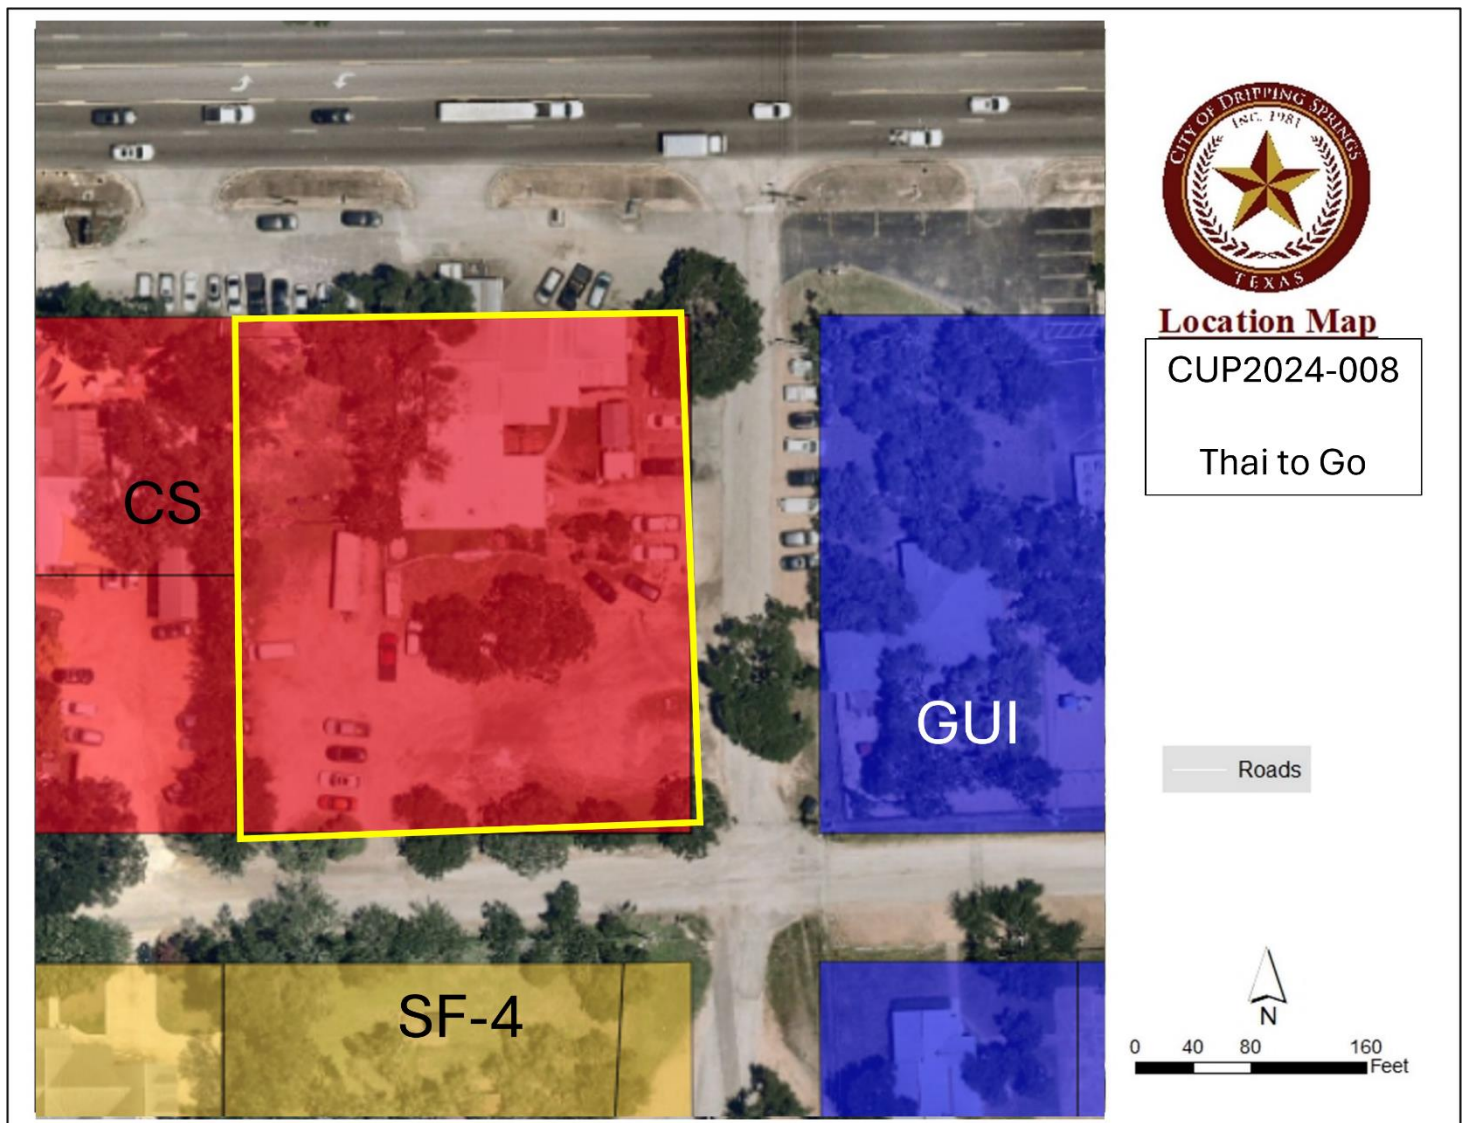 CITY OF DRIPPING SPRINGS
INC. 1981
TEXAS
Location Map
CUP2024-008
Thai to Go
CS
GUI
SF-4
Roads
N
0 40 80 160
Feet